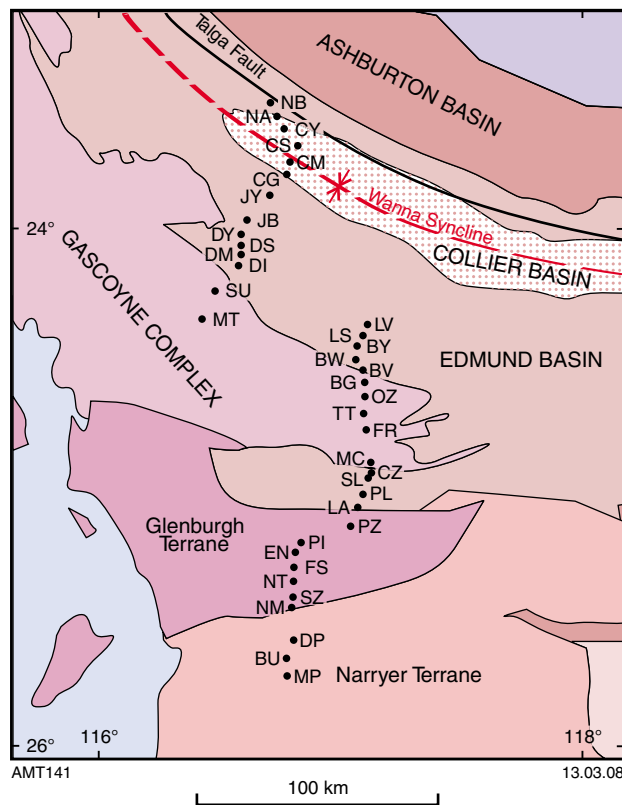 Talga Fault
ASHBURTON BASIN
NB
NA
CY
CS
CM
CG
JY
Wanna Syncline
24°
JB
DY
DS
COLLIER BASIN
DM
DI
GASCOYNE COMPLEX
SU
MT
LV
LS
BY
BW
EDMUND BASIN
BV
BG
OZ
TT
FR
MC
CZ
SL
PL
LA
Glenburgh
Terrane
PZ
PI
EN
FS
NT
SZ
NM
DP
BU
MP
Narryer Terrane
26°
116°
118°
AMT141
13.03.08
100 km